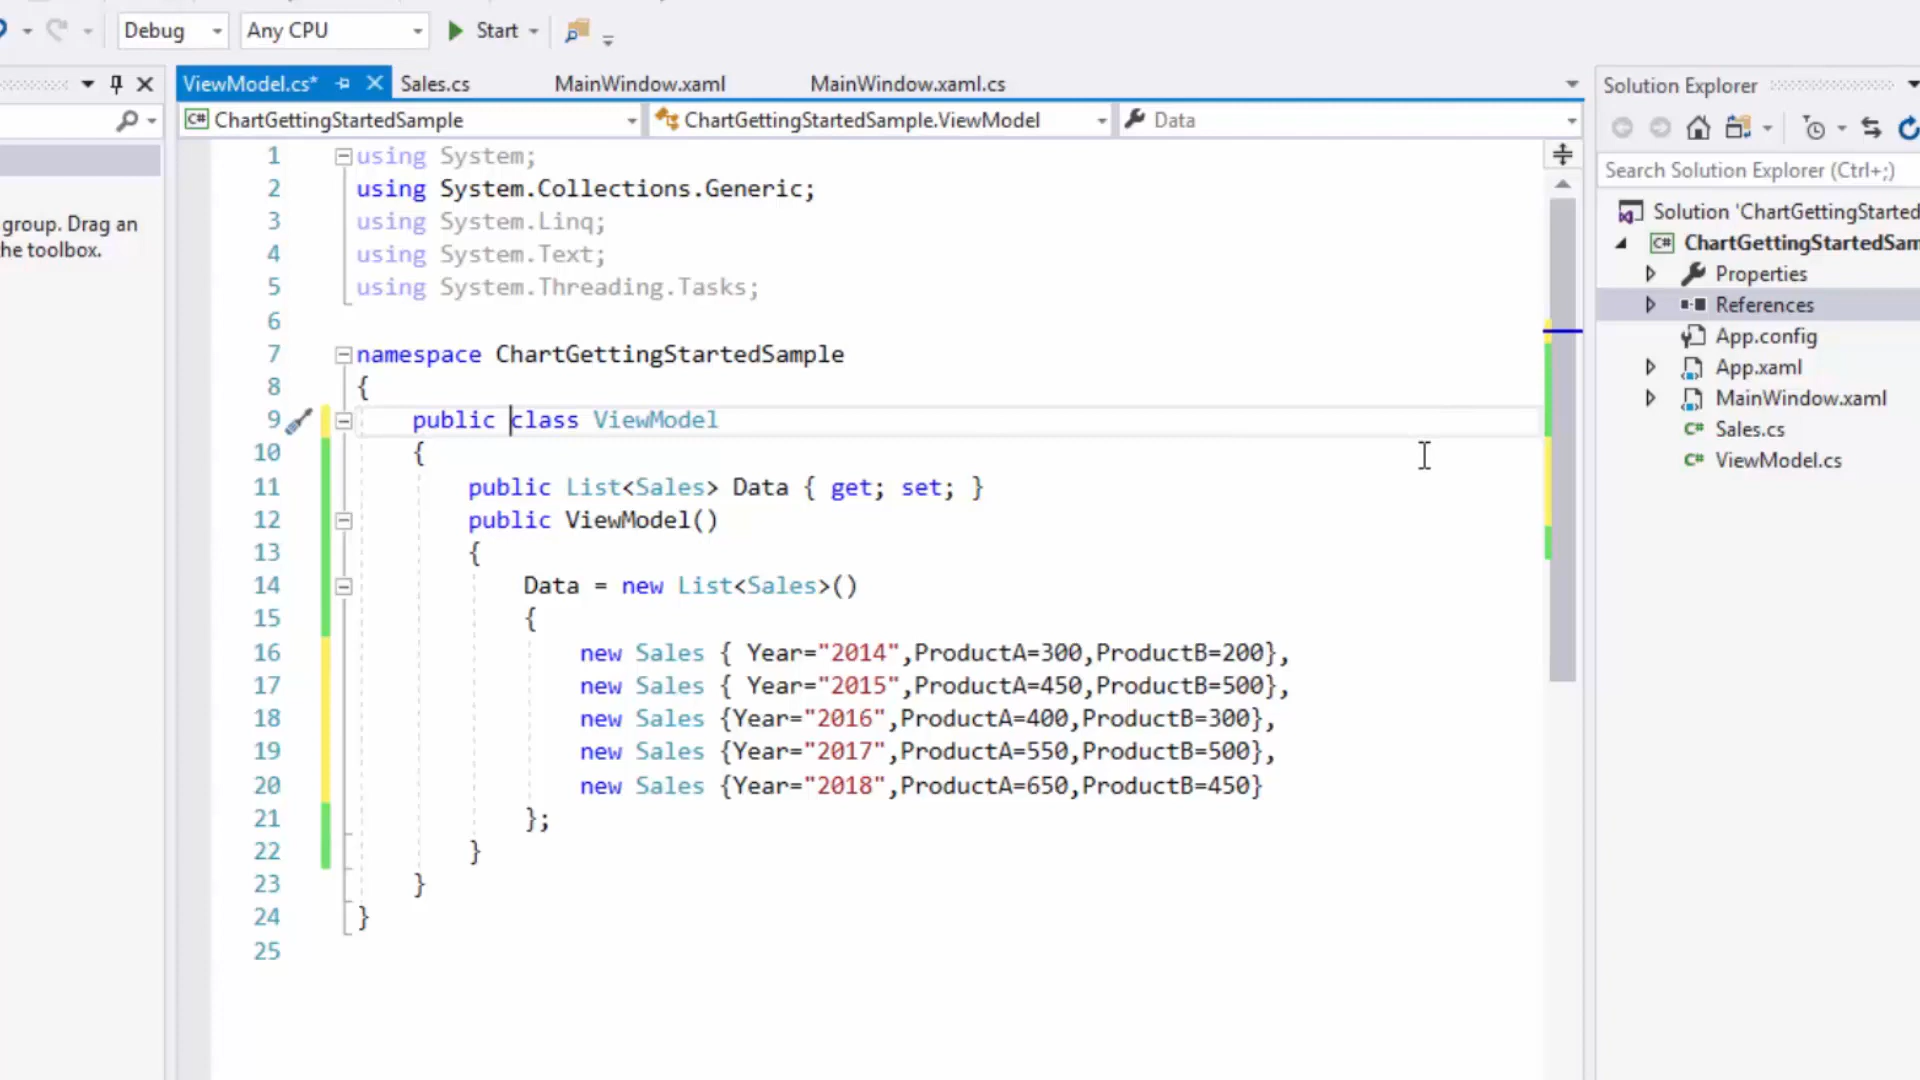 Debug Any CPU Start
ViewModel.cs* Sales.cs MainWindow.xaml MainWindow.xaml.cs
ChartGettingStartedSample ChartGettingStartedSample.ViewModel Data
group. Drag an
he toolbox.
1 using System;
2 using System.Collections.Generic;
3 using System.Linq;
4 using System.Text;
5 using System.Threading.Tasks;
6
7 namespace ChartGettingStartedSample
8 {
9 public class ViewModel
10 {
11 public List<Sales> Data { get; set; }
12 public ViewModel()
13 {
14 Data = new List<Sales>()
15 {
16 new Sales { Year="2014",ProductA=300,ProductB=200},
17 new Sales { Year="2015",ProductA=450,ProductB=500},
18 new Sales {Year="2016",ProductA=400,ProductB=300},
19 new Sales {Year="2017",ProductA=550,ProductB=500},
20 new Sales {Year="2018",ProductA=650,ProductB=450}
21 };
22 }
23 }
24 }
25
Solution Explorer
Search Solution Explorer (Ctrl+;)
Solution 'ChartGettingStarted
C# ChartGettingStartedSam
Properties
References
App.config
App.xaml
MainWindow.xaml
C# Sales.cs
C# ViewModel.cs